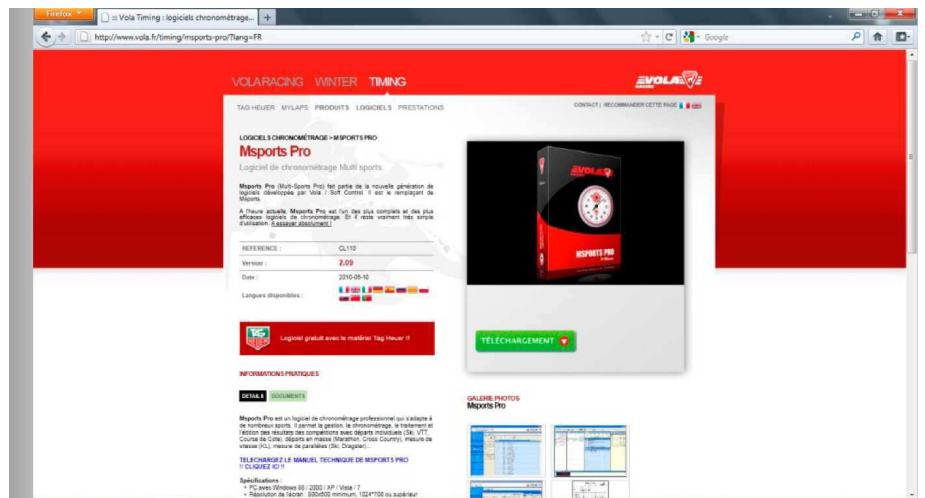 Firefox
:: Vola Timing : logiciels chronométrage...
http://www.vola.fr/timing/msports-pro/?lang=FR
Google
VOLARACING WINTER TIMING
VOLA
RACING
TAG HEUER MYLAPS PRODUITS LOGICIELS PRESTATIONS
CONTACT | RECOMMANDER CETTE PAGE
LOGICIELS CHRONOMÉTRAGE > MSPORTS PRO
Msports Pro
Logiciel de chronométrage Multi sports
Msports Pro (Multi-Sports Pro) fait partie de la nouvelle génération de
logiciels développée par Vola / Soft Control. Il est le remplaçant de
Msports.
A l'heure actuelle, Msports Pro est l'un des plus complets et des plus
efficaces logiciels de chronométrage. Et il reste vraiment très simple
d'utilisation. A essayer absolument !
REFERENCE : CL110
Version : 2.09
Date : 2010-05-10
Langues disponibles :
TAG
HEUER
Logiciel gratuit avec le matériel Tag Heuer !!
VOLA
MSPORTS PRO
TÉLÉCHARGEMENT
INFORMATIONS PRATIQUES
DETAILS DOCUMENTS
Msports Pro est un logiciel de chronométrage professionnel qui s'adapte à
de nombreux sports. Il permet la gestion, le chronométrage, le traitement et
l'édition des résultats des compétitions avec départs individuels (Ski, VTT,
Course de Cote), départs en masse (Marathon, Cross Country), mesure de
vitesse (KL), mesure de parallèles (Ski, Dragster)...
TELECHARGEZ LE MANUEL TECHNIQUE DE MSPORTS PRO
!! CLIQUEZ ICI !!
Spécifications :
• PC avec Windows 98 / 2000 / XP / Vista / 7
• Résolution de l'écran : 800x600 minimum, 1024*700 ou supérieur
GALERIE PHOTOS
Msports Pro